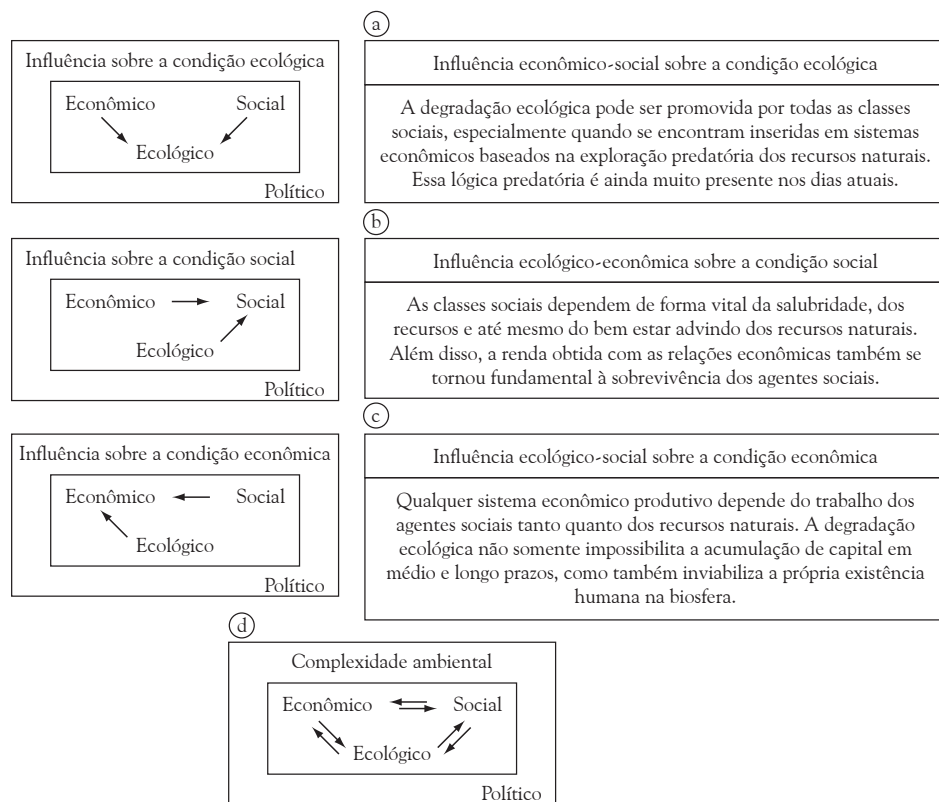 a
Influência sobre a condição ecológica
Econômico Social
Ecológico
Político
Influência econômico-social sobre a condição ecológica
A degradação ecológica pode ser promovida por todas as classes
sociais, especialmente quando se encontram inseridas em sistemas
econômicos baseados na exploração predatória dos recursos naturais.
Essa lógica predatória é ainda muito presente nos dias atuais.
b
Influência sobre a condição social
Econômico Social
Ecológico
Político
Influência ecológico-econômica sobre a condição social
As classes sociais dependem de forma vital da salubridade, dos
recursos e até mesmo do bem estar advindo dos recursos naturais.
Além disso, a renda obtida com as relações econômicas também se
tornou fundamental à sobrevivência dos agentes sociais.
c
Influência sobre a condição econômica
Econômico Social
Ecológico
Político
Influência ecológico-social sobre a condição econômica
Qualquer sistema econômico produtivo depende do trabalho dos
agentes sociais tanto quanto dos recursos naturais. A degradação
ecológica não somente impossibilita a acumulação de capital em
médio e longo prazos, como também inviabiliza a própria existência
humana na biosfera.
d
Complexidade ambiental
Econômico Social
Ecológico
Político